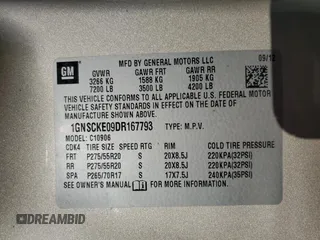 GM
MFD BY GENERAL MOTORS LLC
GVWR GAWR FRT GAWR RR
3266 KG 1588 KG 1905 KG
7200 LB 3500 LB 4200 LB
THIS VEHICLE CONFORMS TO ALL APPLICABLE U.S. FEDERAL MOTOR
VEHICLE SAFETY STANDARDS IN EFFECT ON THE DATE OF
MANUFACTURE SHOWN ABOVE.
1GNSCKE09DR167793 TYPE: M.P.V.
MODEL: C10906
CDK4 TIRE SIZE SPEED RTG RIM COLD TIRE PRESSURE
FRT P275/55R20 S 20X8.5J 220KPA(32PSI)
RR P275/55R20 S 20X8.5J 220KPA(32PSI)
SPA P265/70R17 S 17X7.5J 240KPA(35PSI)
SEE OWNER'S MANUAL FOR ADDITIONAL INFORMATION.
DREAMBID